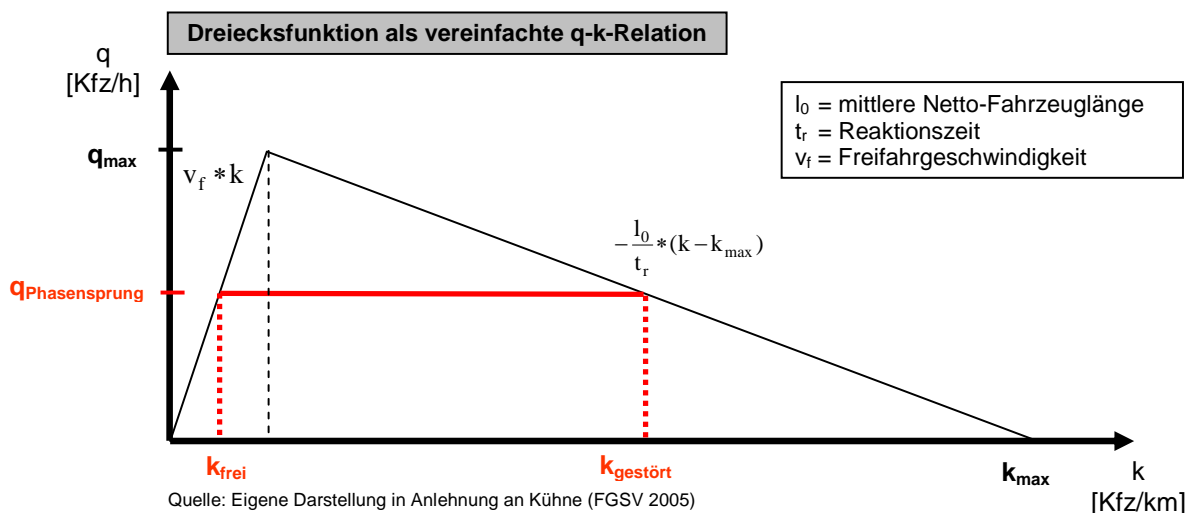 Dreiecksfunktion als vereinfachte q-k-Relation
q
[Kfz/h]
l₀ = mittlere Netto-Fahrzeuglänge
tᵣ = Reaktionszeit
v_f = Freifahrgeschwindigkeit
q_max
v_f * k
-l₀/tᵣ * (k - k_max)
q_Phasensprung
k_frei
k_gestört
k_max
k
[Kfz/km]
Quelle: Eigene Darstellung in Anlehnung an Kühne (FGSV 2005)